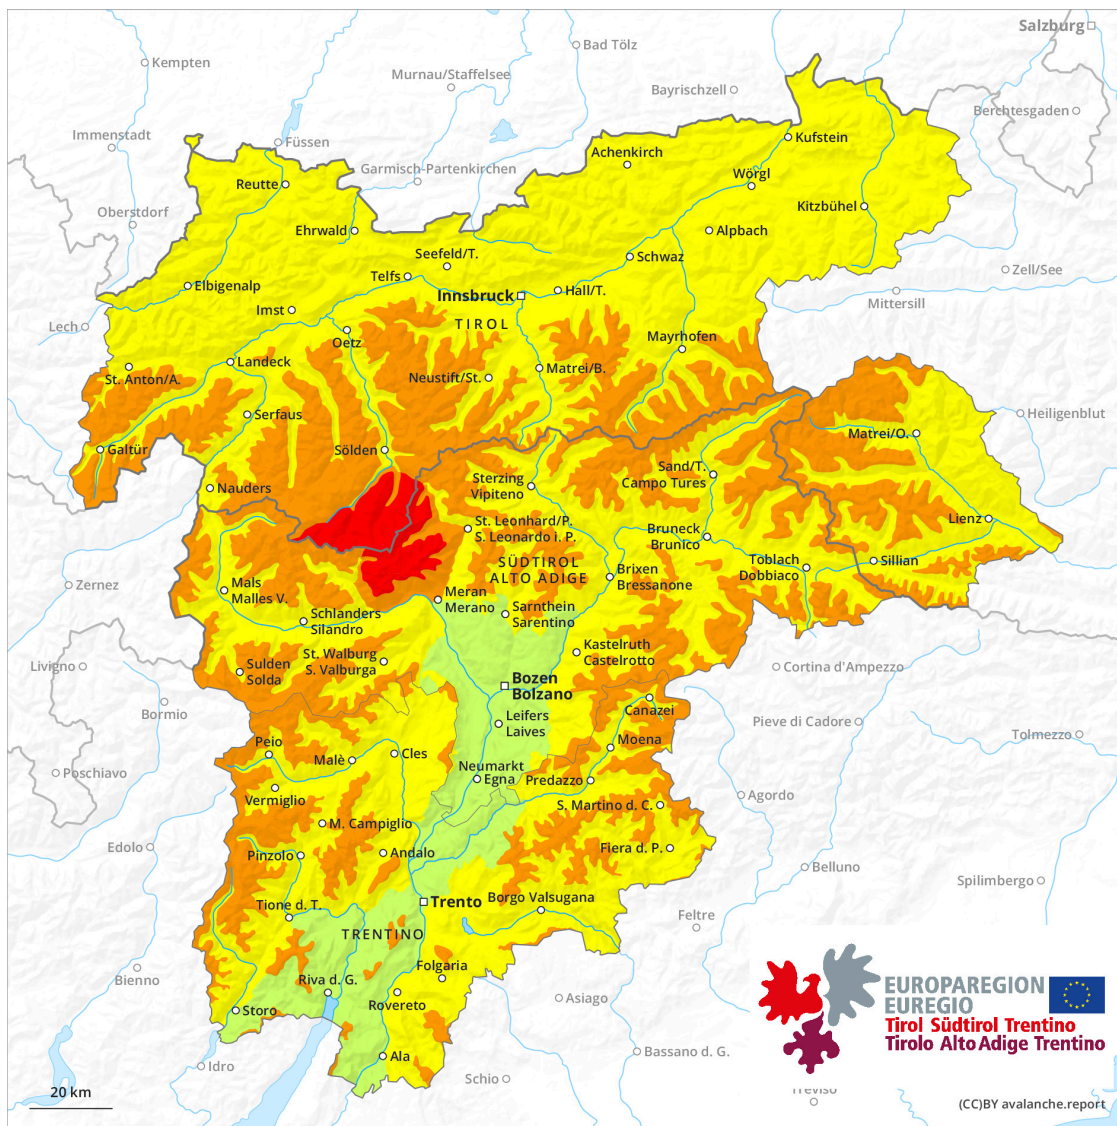 Salzburg
Bad Tölz
Kempten
Murnau/Staffelsee
Bayrischzell
Berchtesgaden
Immenstadt
Füssen
Kufstein
Achenkirch
Garmisch-Partenkirchen
Wörgl
Reutte
Oberstdorf
Kitzbühel
Ehrwald
Alpbach
Seefeld/T.
Schwaz
Telfs
Zell/See
Elbigenalp
Innsbruck
Hall/T.
Mittersill
Imst
Lech
TIROL
Oetz
Mayrhofen
Landeck
Matrei/B.
St. Anton/A.
Neustift/St.
Serfaus
Heiligenblut
Matrei/O.
Galtür
Sölden
Sterzing
Vipiteno
Sand/T.
Campo Tures
Nauders
Lienz
St. Leonhard/P.
S. Leonardo i. P.
Bruneck
Brunico
SÜDTIROL
ALTO ADIGE
Toblach
Dobbiaco
Sillian
Zernez
Mals
Malles V.
Brixen
Bressanone
Meran
Merano
Sarnthein
Sarentino
Schlanders
Silandro
Kastelruth
Castelrotto
St. Walburg
S. Valburga
Livigno
Sulden
Solda
Cortina d'Ampezzo
Bozen
Bolzano
Bormio
Canazei
Leifers
Laives
Pieve di Cadore
Tolmezzo
Peio
Moena
Malè
Cles
Poschiavo
Neumarkt
Egna
Predazzo
Vermiglio
Agordo
S. Martino d. C.
M. Campiglio
Edolo
Pinzolo
Andalo
Fiera d. P.
Belluno
Spilimbergo
Tione d. T.
Trento
Borgo Valsugana
Feltre
TRENTINO
Bienno
Folgaria
Riva d. G.
Rovereto
Asiago
Storo
EUROPAREGION
EUREGIO
Tirol Südtirol Trentino
Tirolo Alto Adige Trentino
Ala
Bassano d. G.
Idro
Schio
Treviso
20 km
(CC)BY avalanche.report